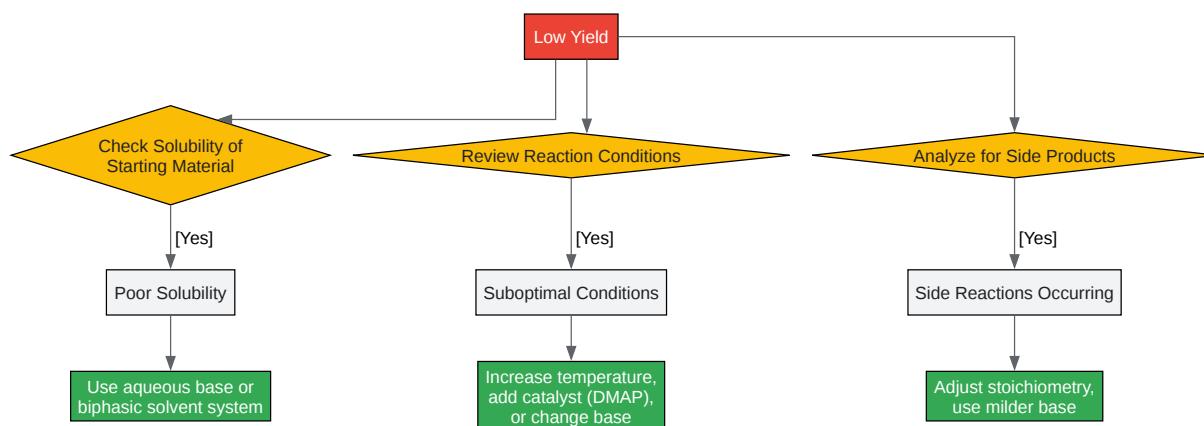 Low Yield
Check Solubility of
Starting Material
Review Reaction Conditions
Analyze for Side Products
[Yes]
[Yes]
[Yes]
Poor Solubility
Suboptimal Conditions
Side Reactions Occurring
Use aqueous base or
biphasic solvent system
Increase temperature,
add catalyst (DMAP),
or change base
Adjust stoichiometry,
use milder base